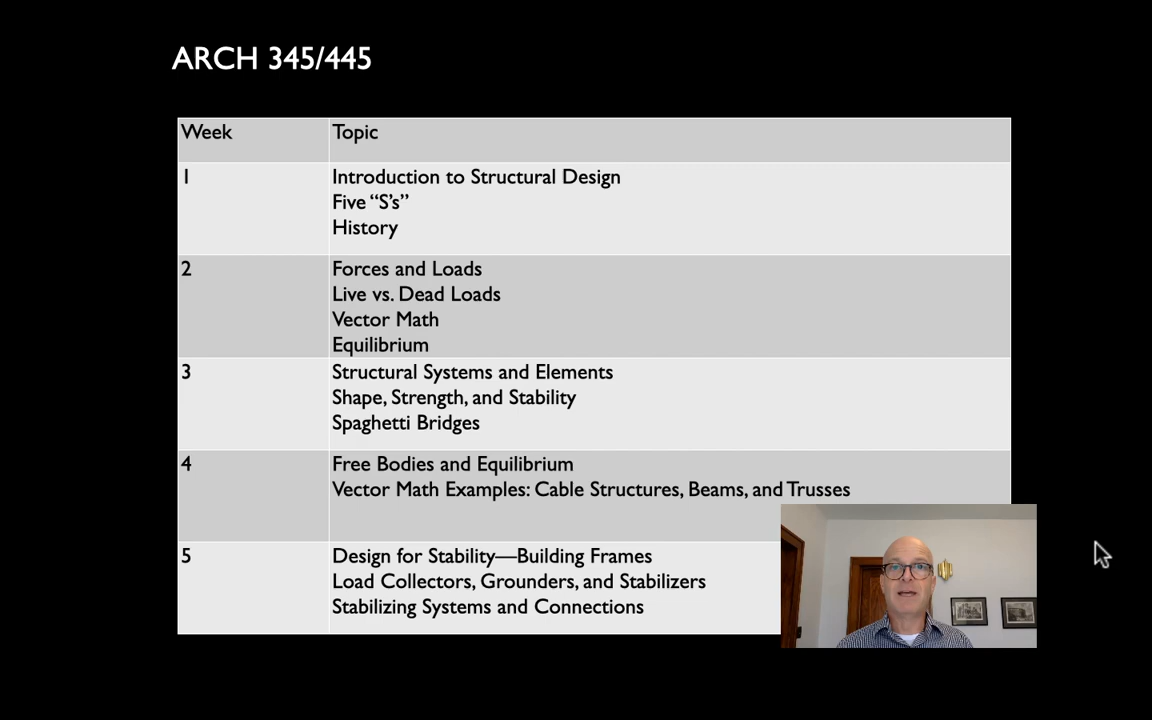 ARCH 345/445
Week
Topic
1
Introduction to Structural Design
Five “S’s”
History
2
Forces and Loads
Live vs. Dead Loads
Vector Math
Equilibrium
3
Structural Systems and Elements
Shape, Strength, and Stability
Spaghetti Bridges
4
Free Bodies and Equilibrium
Vector Math Examples: Cable Structures, Beams, and Trusses
5
Design for Stability—Building Frames
Load Collectors, Grounders, and Stabilizers
Stabilizing Systems and Connections